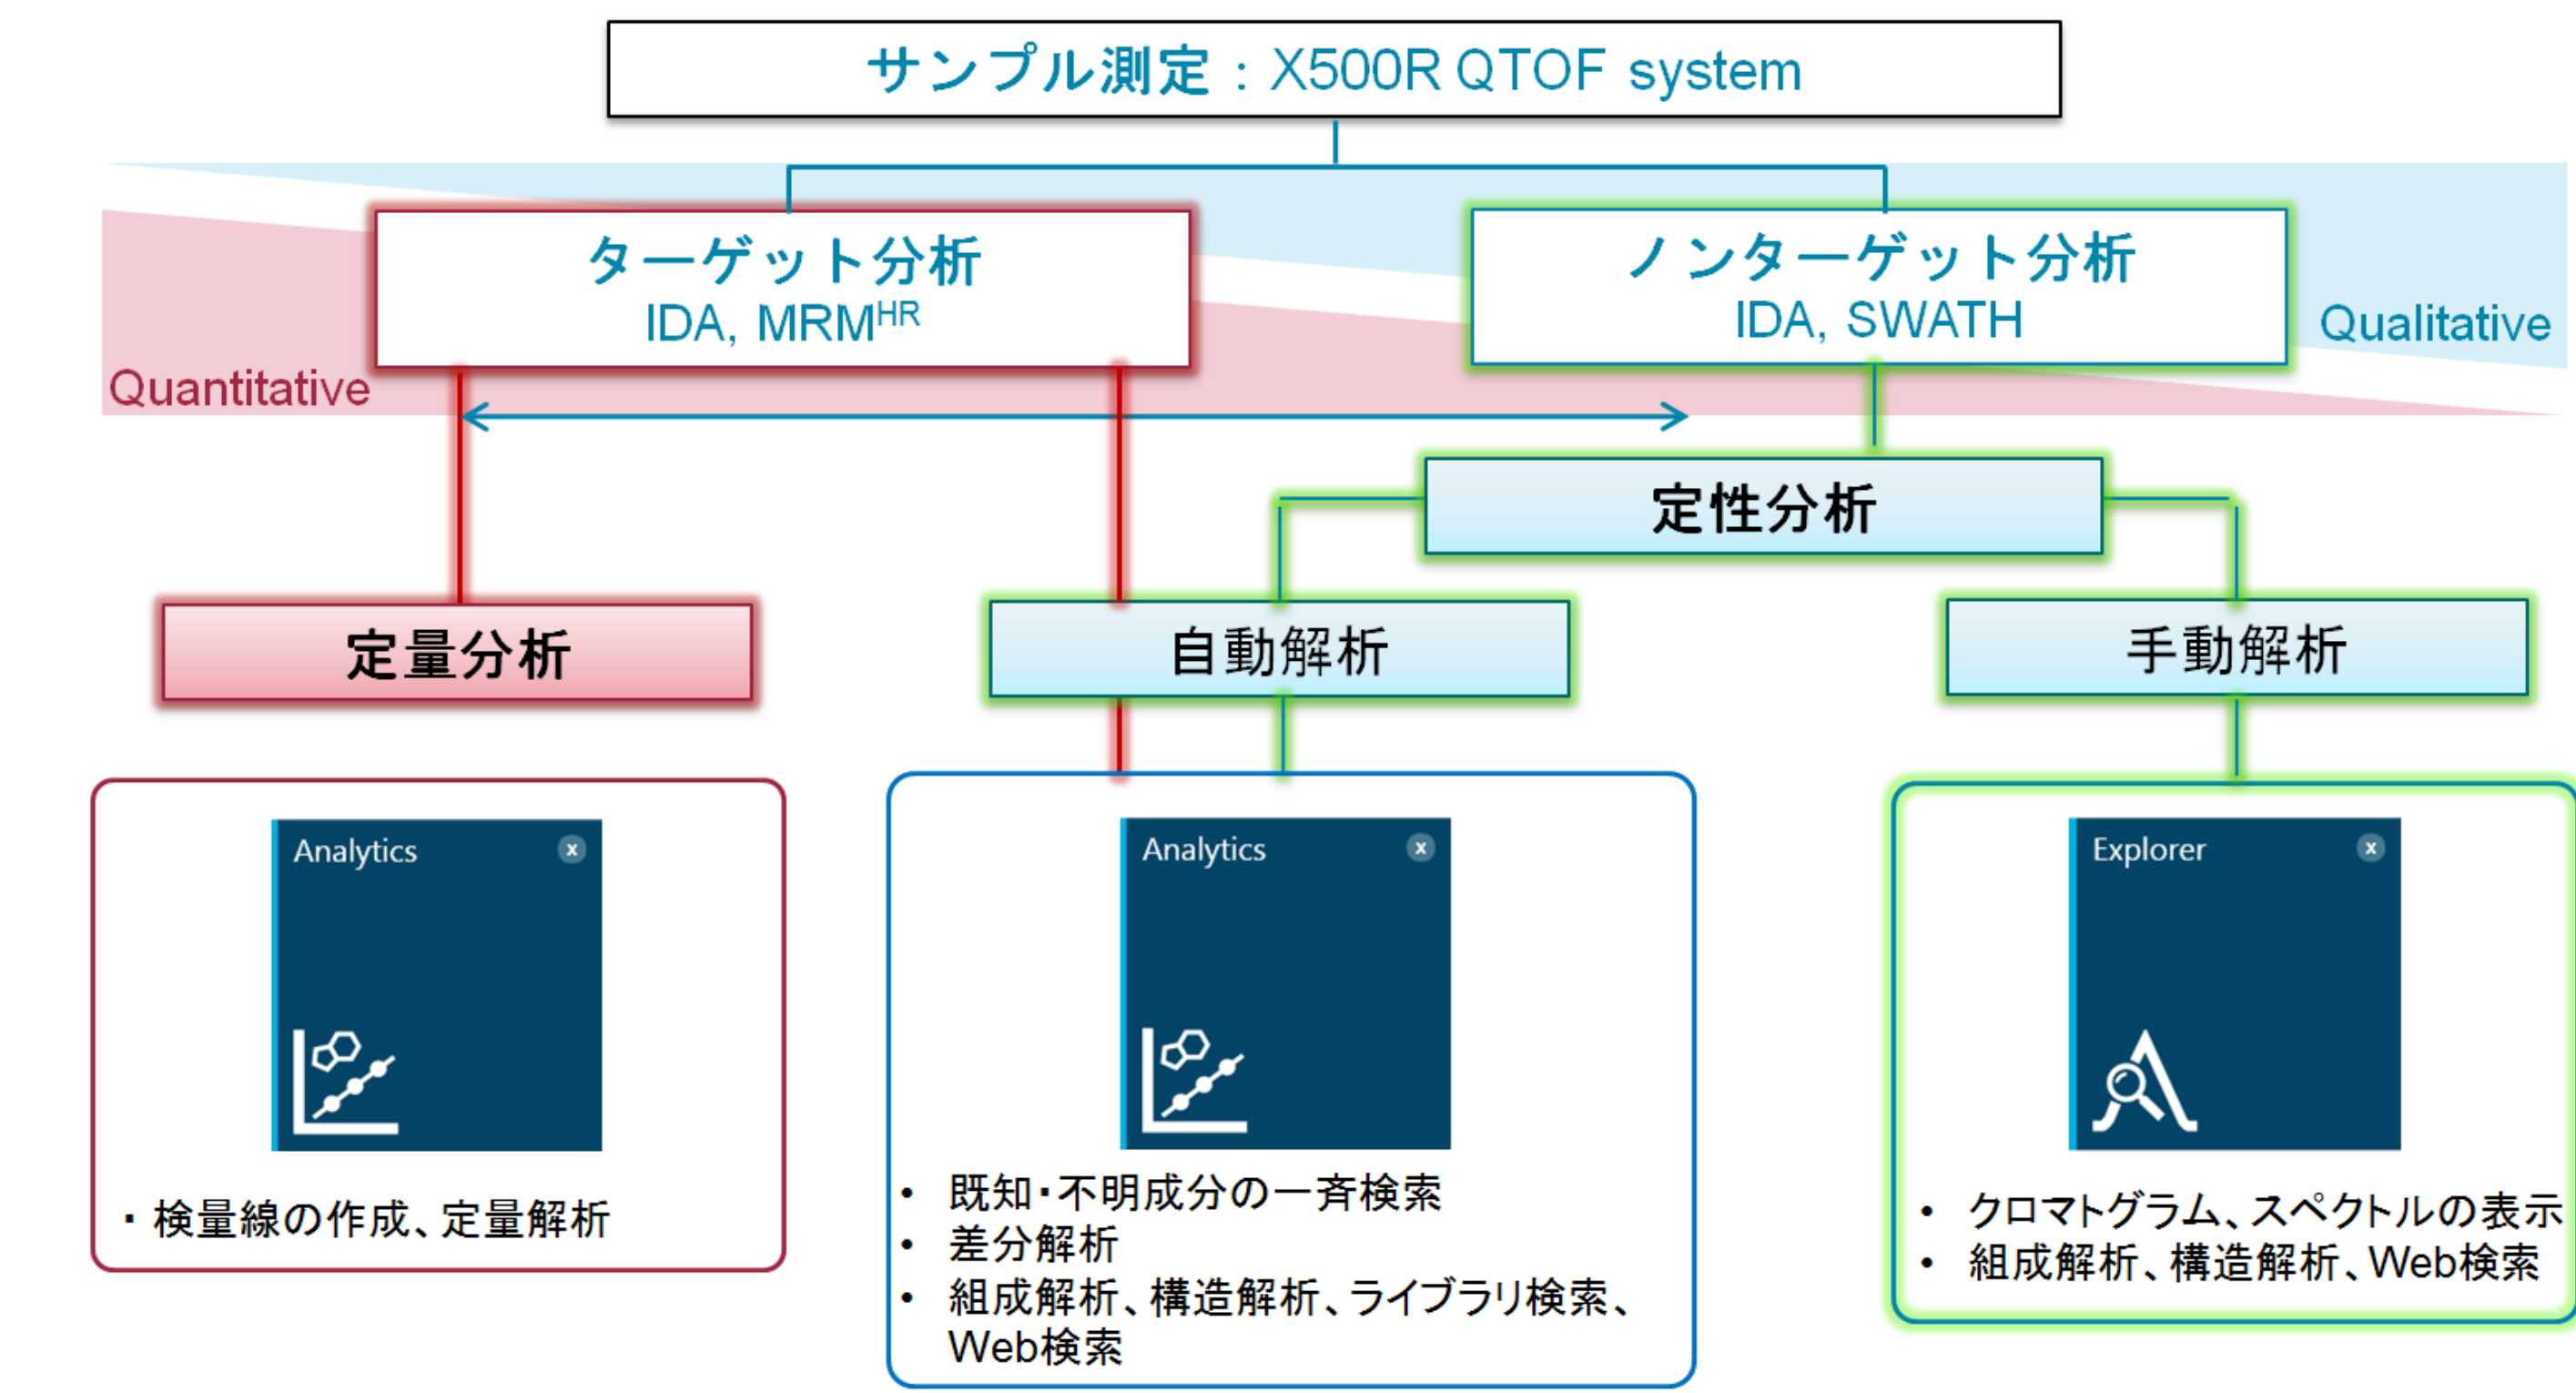 サンプル測定：X500R QTOF system
ターゲット分析
IDA, MRMHR
ノンターゲット分析
IDA, SWATH
Quantitative
Qualitative
定性分析
定量分析
自動解析
手動解析
Analytics
x
・検量線の作成、定量解析
Analytics
x
• 既知・不明成分の一斉検索
• 差分解析
• 組成解析、構造解析、ライブラリ検索、
Web検索
Explorer
x
• クロマトグラム、スペクトルの表示
• 組成解析、構造解析、Web検索